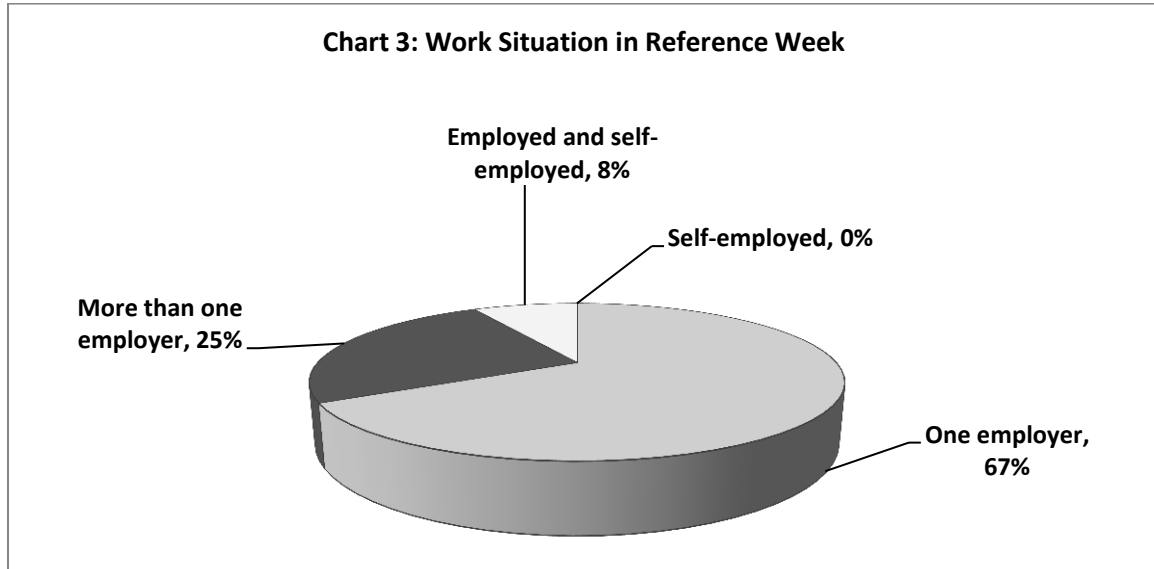 Chart 3: Work Situation in Reference Week
Employed and self-
employed, 8%
Self-employed, 0%
More than one
employer, 25%
One employer,
67%